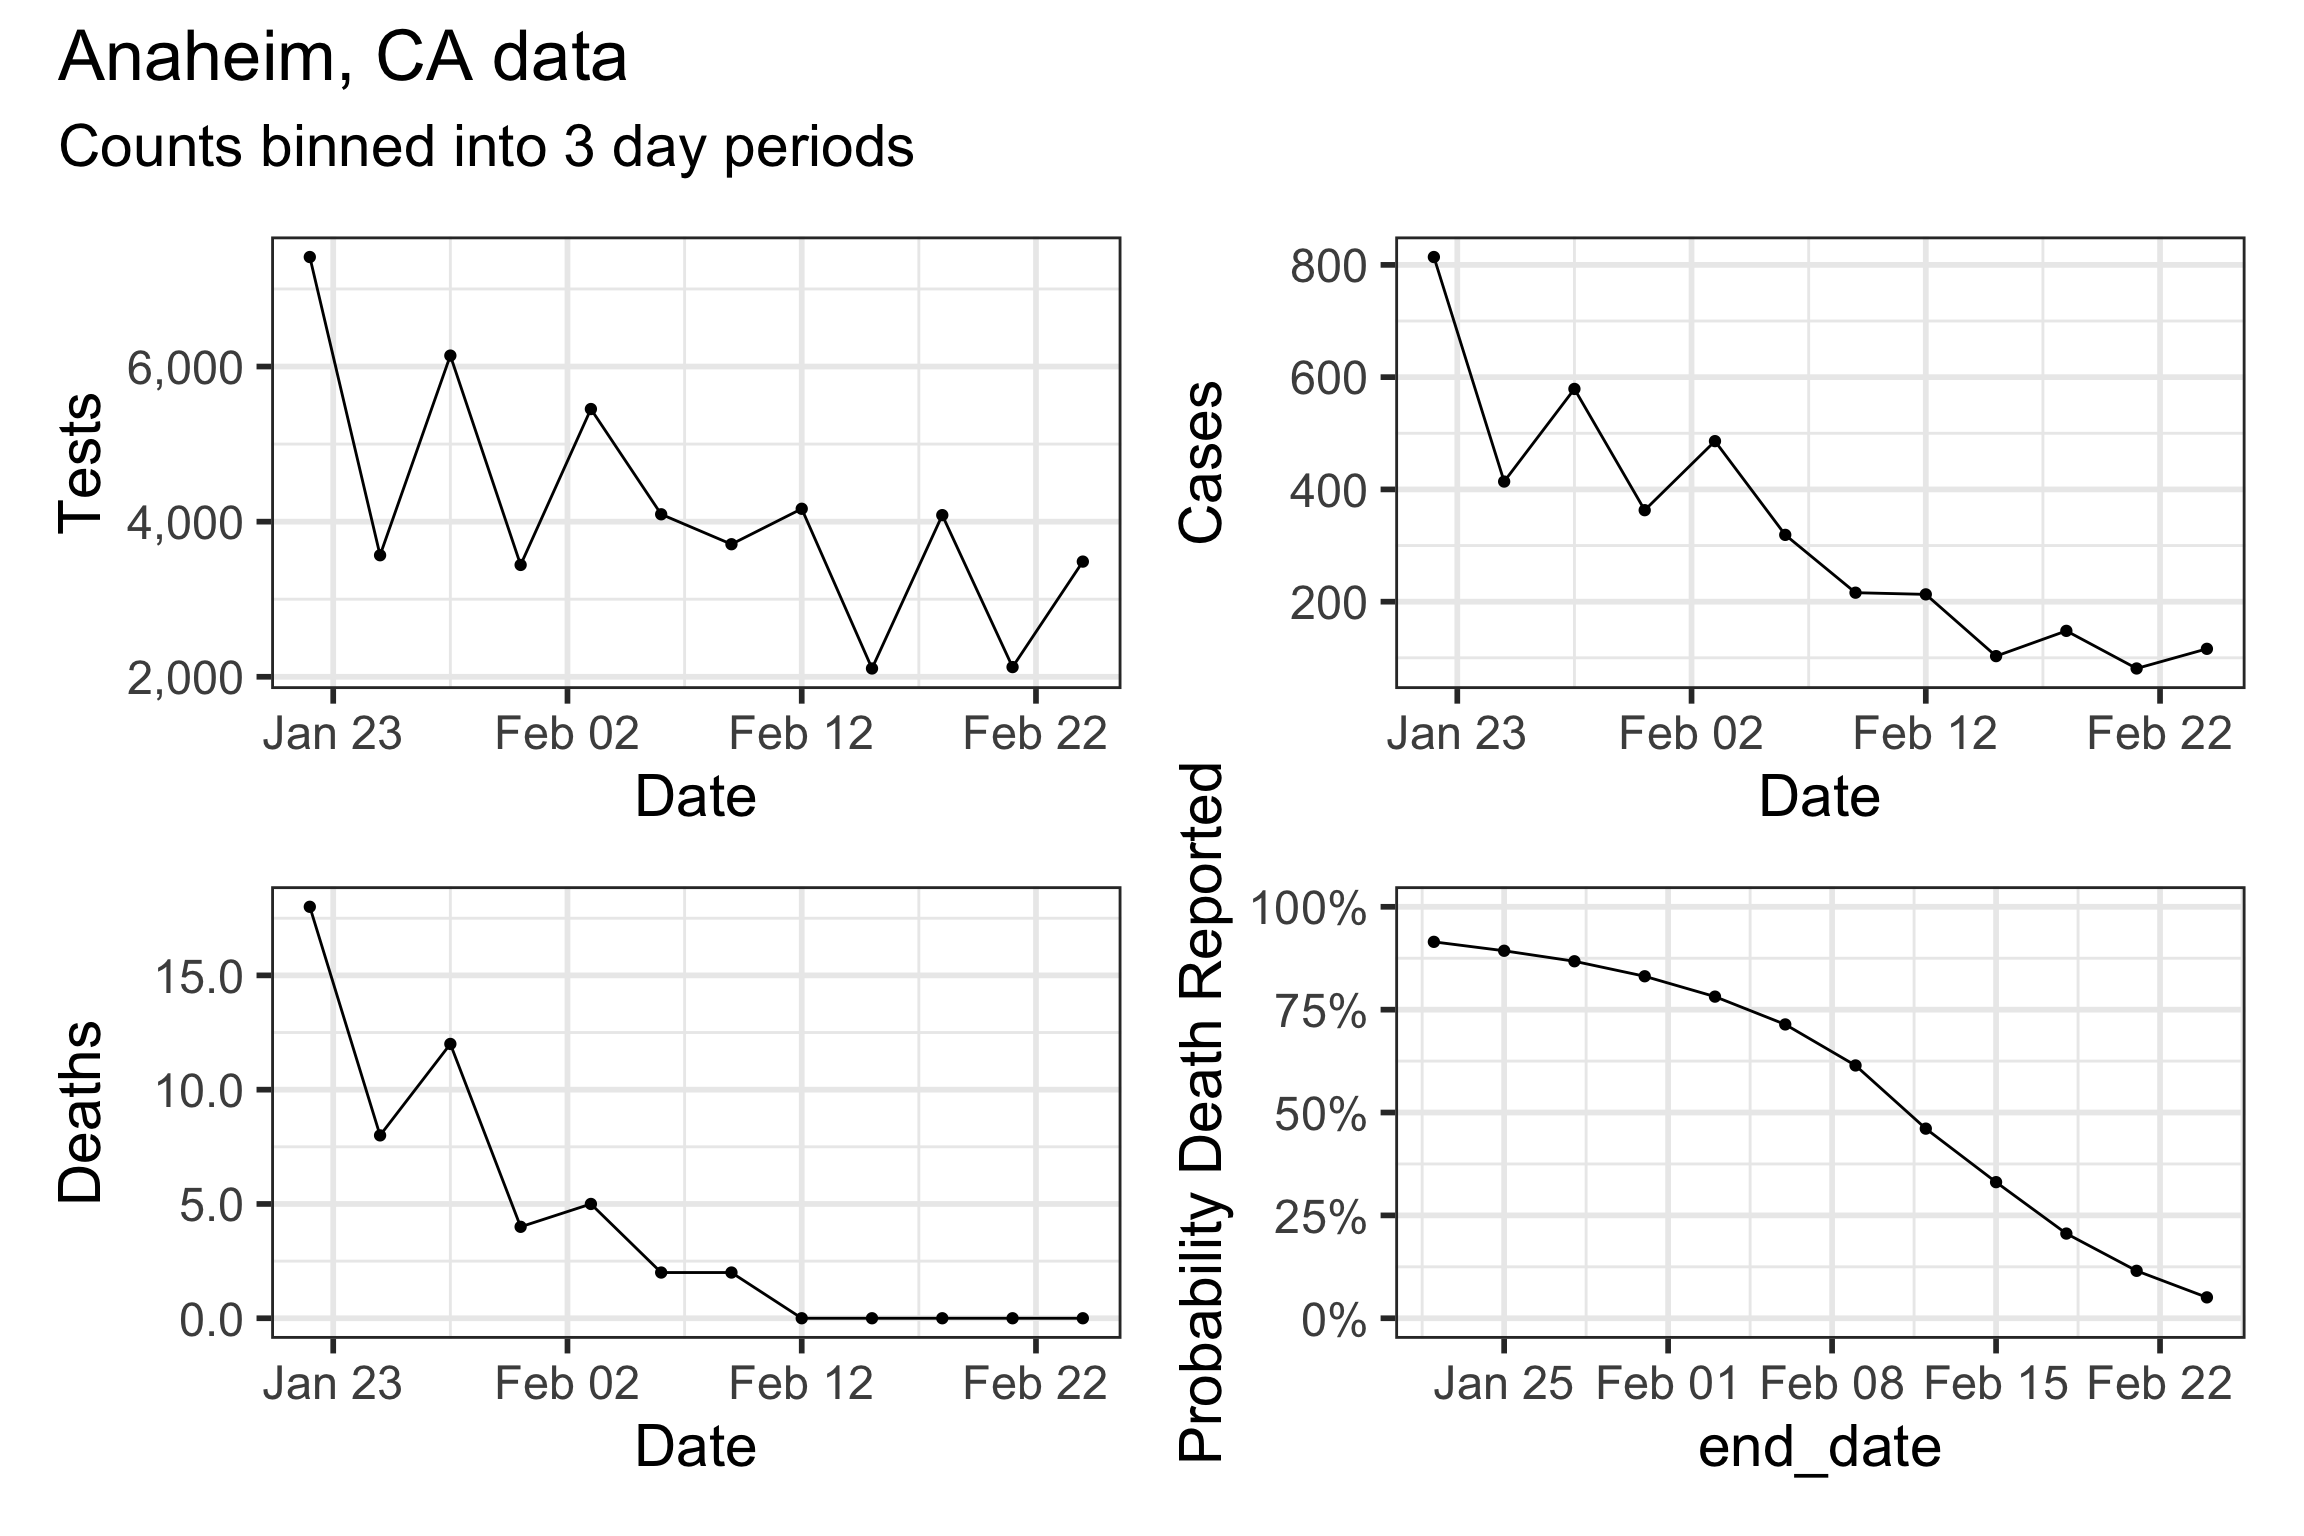 Anaheim, CA data
Counts binned into 3 day periods
Tests
6,000
4,000
2,000
Jan 23 Feb 02 Feb 12 Feb 22
Date
Cases
800
600
400
200
Jan 23 Feb 02 Feb 12 Feb 22
Date
Deaths
15.0
10.0
5.0
0.0
Jan 23 Feb 02 Feb 12 Feb 22
Date
Probability Death Reported
100%
75%
50%
25%
0%
Jan 25 Feb 01 Feb 08 Feb 15 Feb 22
end_date